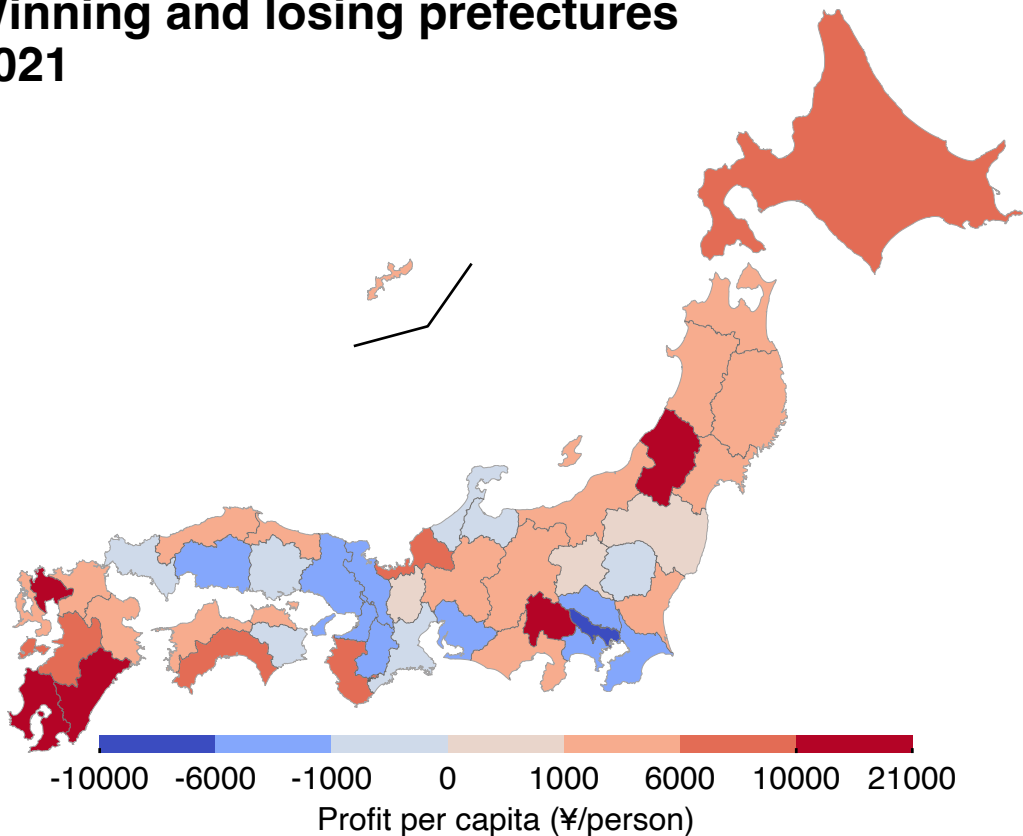 inning and losing prefectures
021
-10000 -6000 -1000 0 1000 6000 10000 21000
Profit per capita (¥/person)